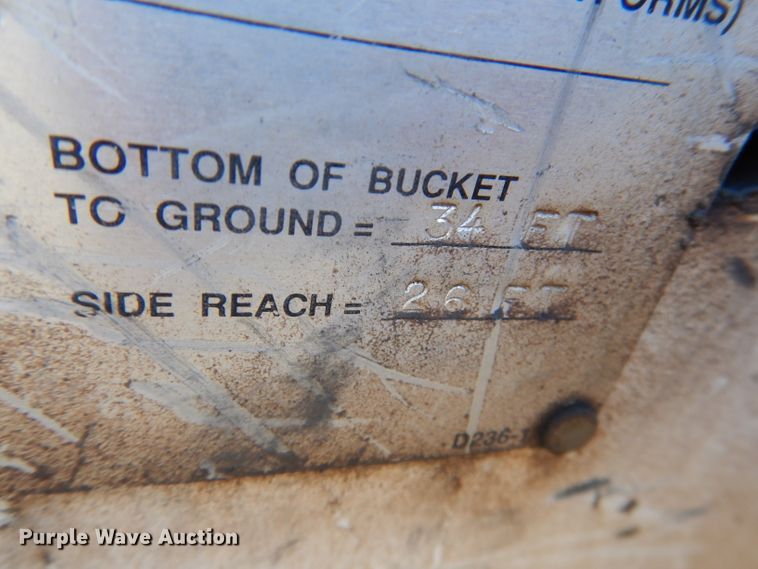 BOTTOM OF BUCKET
TO GROUND = 34 FT
SIDE REACH = 26 FT
Purple Wave Auction